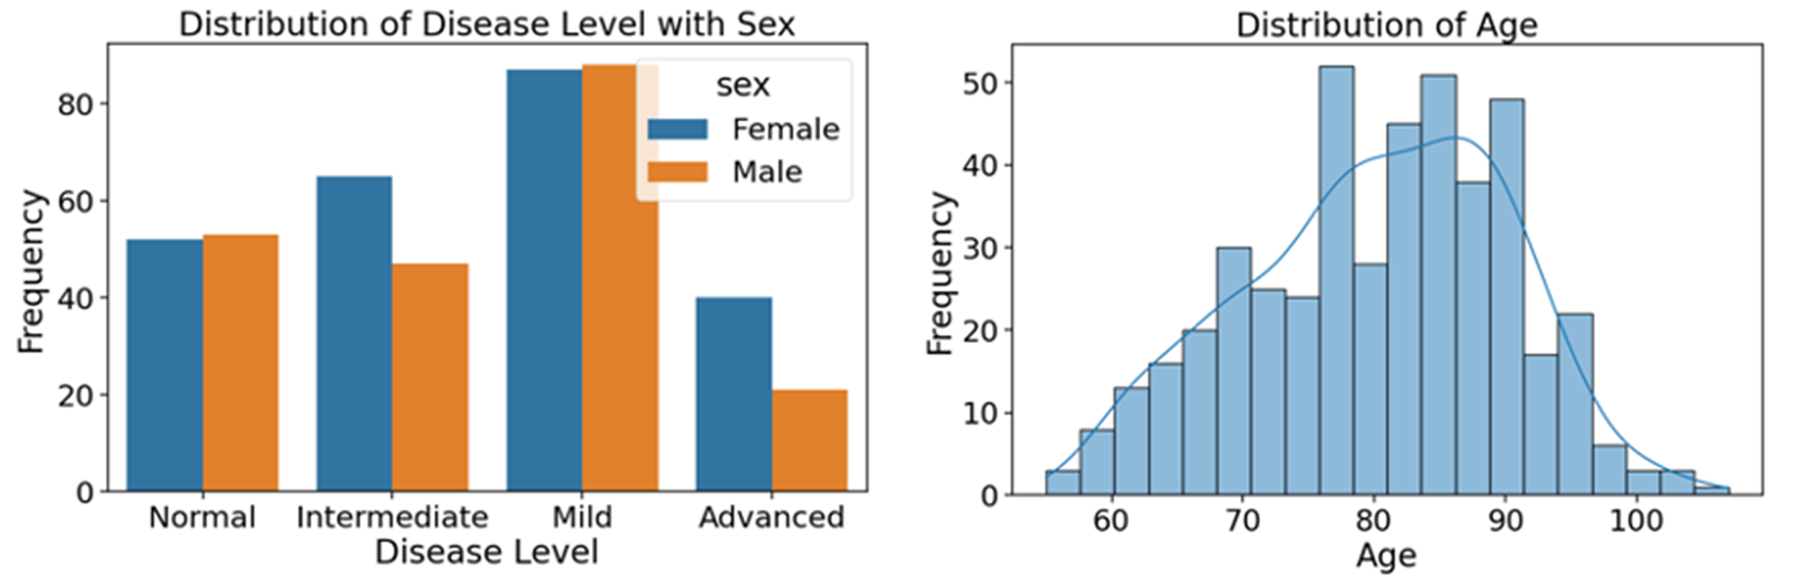 Distribution of Disease Level with Sex
Frequency
80
60
40
20
0
sex
Female
Male
Normal Intermediate Mild Advanced
Disease Level
Distribution of Age
Frequency
50
40
30
20
10
0
60 70 80 90 100
Age